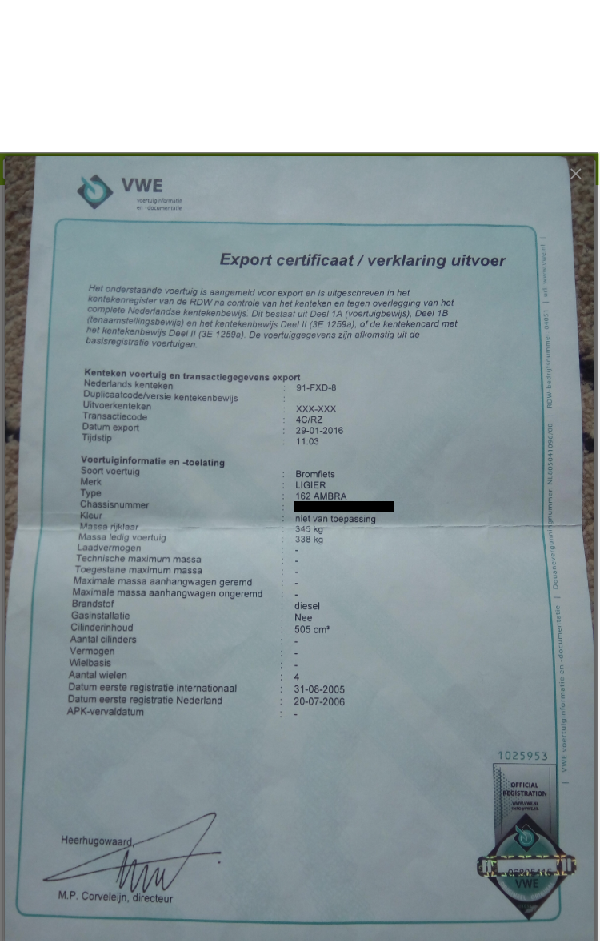 VWE
voertuiginformatie
en -documentatie
Export certificaat / verklaring uitvoer
Het onderstaande voertuig is aangemeld voor export en is uitgeschreven in het
kentekenregister van de RDW na controle van het kenteken en tegen overlegging van het
complete Nederlandse kentekenbewijs. Dit bestaat uit Deel 1A (voertuigbewijs), Deel 1B
(tenaamstellingsbewijs) en het kentekenbewijs Deel II (3E 1259a), of de kentekencard met
het kentekenbewijs Deel II (3E 1259a). De voertuiggegevens zijn afkomstig uit de
basisregistratie voertuigen.
Kenteken voertuig en transactiegegevens export
Nederlands kenteken : 91-FXD-8
Duplicaatcode/versie kentekenbewijs :
Uitvoerkenteken : XXX-XXX
Transactiecode : 4C/RZ
Datum export : 29-01-2016
Tijdstip : 11:03
Voertuiginformatie en -toelating
Soort voertuig : Bromfiets
Merk : LIGIER
Type : 162 AMBRA
Chassisnummer
Kleur : niet van toepassing
Massa rijklaar : 345 kg
Massa ledig voertuig : 338 kg
Laadvermogen : -
Technische maximum massa : -
Toegestane maximum massa : -
Maximale massa aanhangwagen geremd : -
Maximale massa aanhangwagen ongeremd : -
Brandstof : diesel
Gasinstallatie : Nee
Cilinderinhoud : 505 cm³
Aantal cilinders : -
Vermogen : -
Wielbasis : -
Aantal wielen : 4
Datum eerste registratie internationaal : 31-08-2005
Datum eerste registratie Nederland : 20-07-2006
APK-vervaldatum : -
1025953
OFFICIAL
REGISTRATION
VWE
Heerhugowaard,
M.P. Corveleijn, directeur
VWE voertuiginformatie en -documentatie |